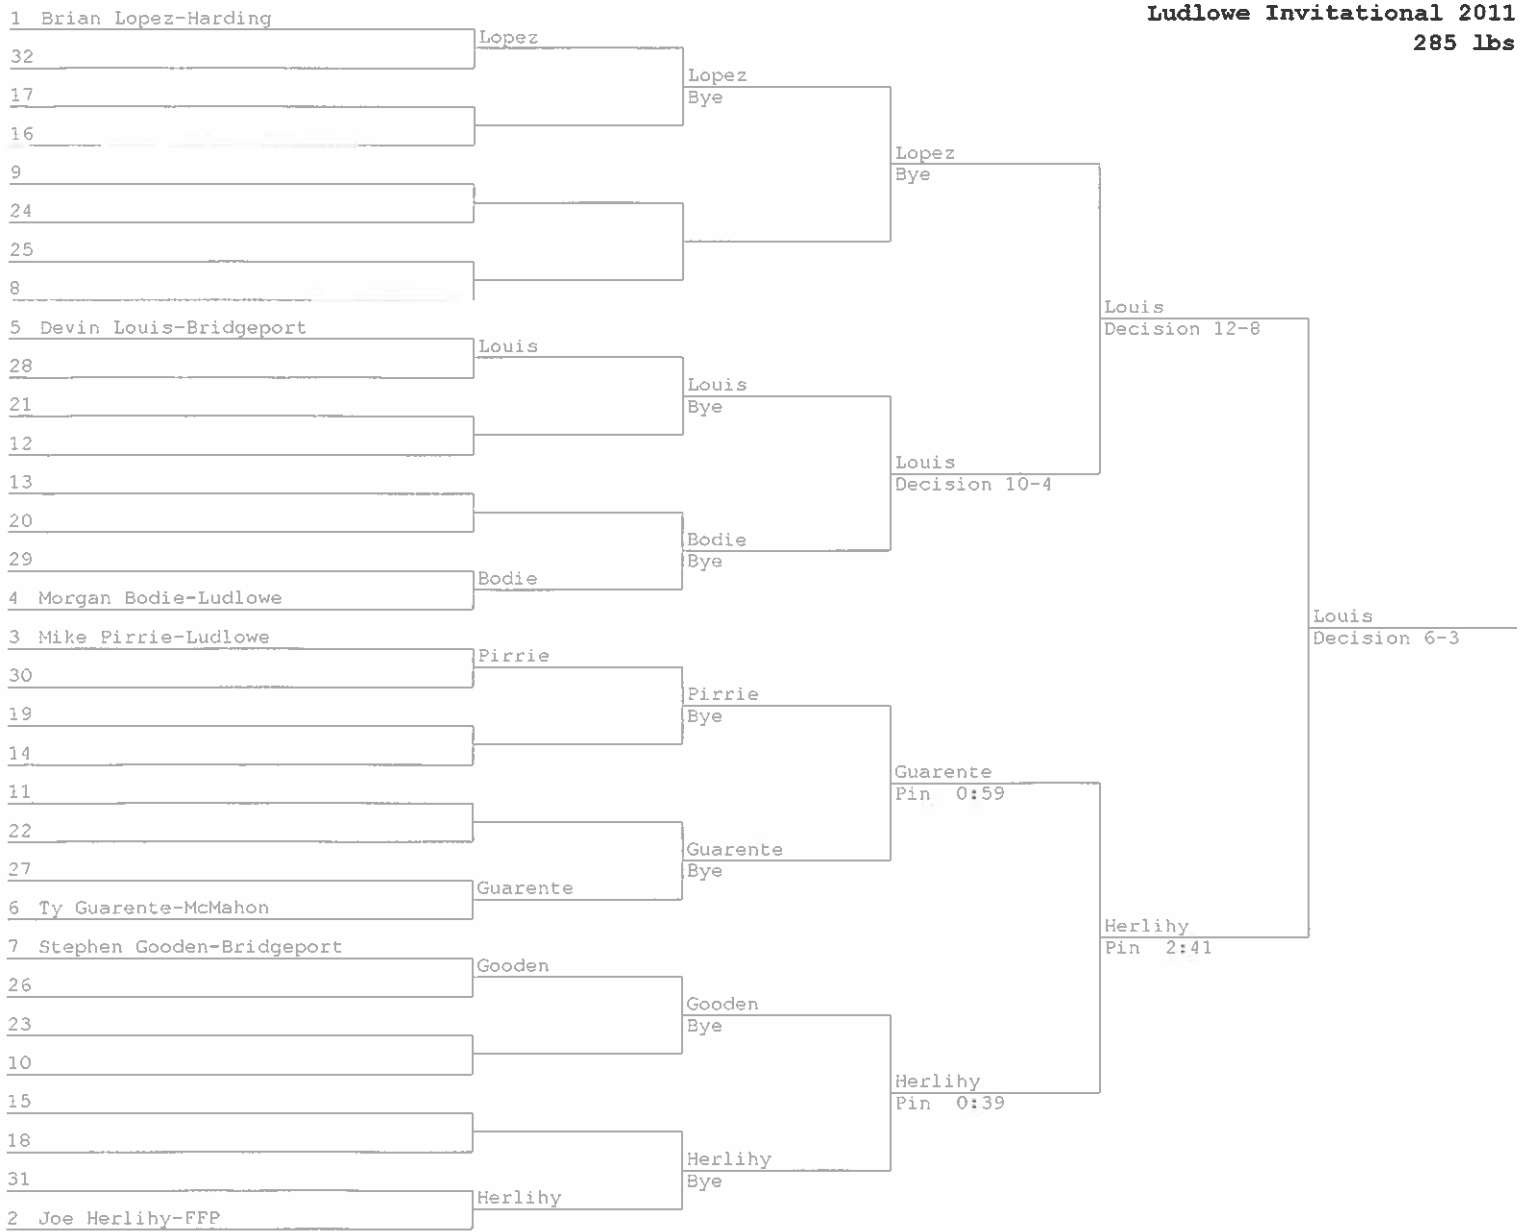 Ludlowe Invitational 2011
285 lbs
1 Brian Lopez-Harding
32
17
16
9
24
25
8
5 Devin Louis-Bridgeport
28
21
12
13
20
29
4 Morgan Bodie-Ludlowe
3 Mike Pirrie-Ludlowe
30
19
14
11
22
27
6 Ty Guarente-McMahon
7 Stephen Gooden-Bridgeport
26
23
10
15
18
31
2 Joe Herlihy-FFP
Lopez
Louis
Bodie
Pirrie
Guarente
Gooden
Herlihy
Lopez
Bye
Louis
Bye
Bodie
Bye
Pirrie
Bye
Guarente
Bye
Gooden
Bye
Herlihy
Bye
Lopez
Bye
Louis
Decision 10-4
Guarente
Pin 0:59
Herlihy
Pin 0:39
Louis
Decision 12-8
Herlihy
Pin 2:41
Louis
Decision 6-3